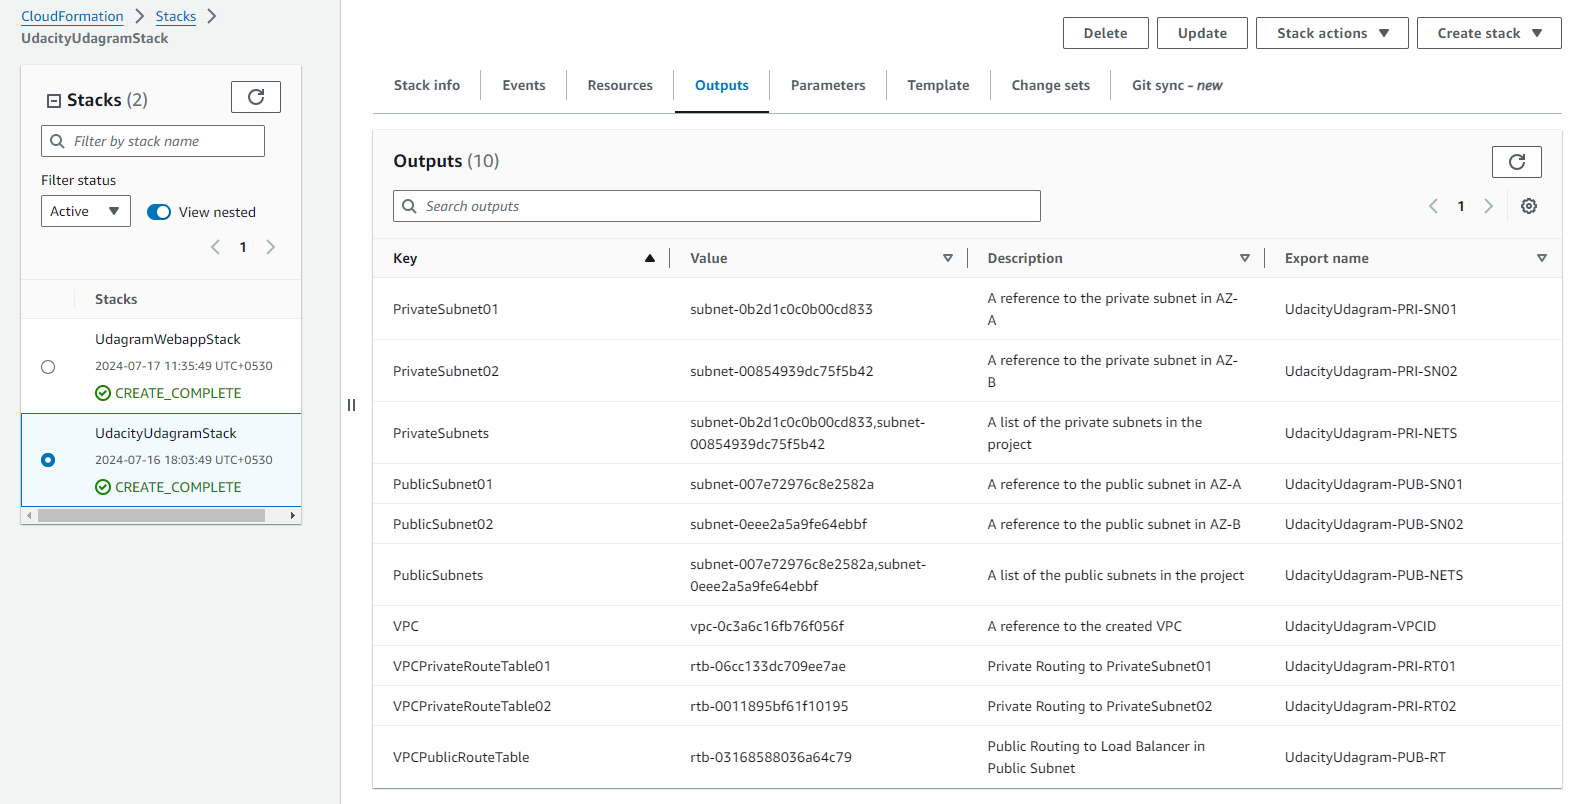 CloudFormation > Stacks >
UdacityUdagramStack
Stacks (2)
Filter by stack name
Filter status
Active
View nested
1
Stacks
UdagramWebappStack
2024-07-17 11:35:49 UTC+0530
CREATE_COMPLETE
UdacityUdagramStack
2024-07-16 18:03:49 UTC+0530
CREATE_COMPLETE
Delete
Update
Stack actions
Create stack
Stack info
Events
Resources
Outputs
Parameters
Template
Change sets
Git sync - new
Outputs (10)
Search outputs
1
Key
Value
Description
Export name
PrivateSubnet01
subnet-0b2d1c0c0b00cd833
A reference to the private subnet in AZ-
A
UdacityUdagram-PRI-SN01
PrivateSubnet02
subnet-00854939dc75f5b42
A reference to the private subnet in AZ-
B
UdacityUdagram-PRI-SN02
PrivateSubnets
subnet-0b2d1c0c0b00cd833,subnet-
00854939dc75f5b42
A list of the private subnets in the
project
UdacityUdagram-PRI-NETS
PublicSubnet01
subnet-007e72976c8e2582a
A reference to the public subnet in AZ-A
UdacityUdagram-PUB-SN01
PublicSubnet02
subnet-0eee2a5a9fe64ebbf
A reference to the public subnet in AZ-B
UdacityUdagram-PUB-SN02
PublicSubnets
subnet-007e72976c8e2582a,subnet-
0eee2a5a9fe64ebbf
A list of the public subnets in the project
UdacityUdagram-PUB-NETS
VPC
vpc-0c3a6c16fb76f056f
A reference to the created VPC
UdacityUdagram-VPCID
VPCPrivateRouteTable01
rtb-06cc133dc709ee7ae
Private Routing to PrivateSubnet01
UdacityUdagram-PRI-RT01
VPCPrivateRouteTable02
rtb-0011895bf61f10195
Private Routing to PrivateSubnet02
UdacityUdagram-PRI-RT02
VPCPublicRouteTable
rtb-03168588036a64c79
Public Routing to Load Balancer in
Public Subnet
UdacityUdagram-PUB-RT